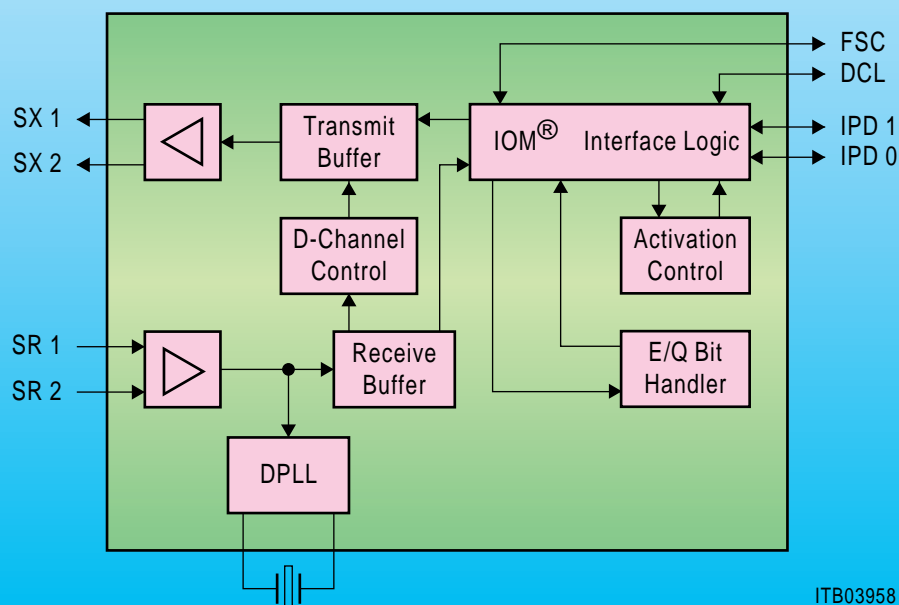 FSC
DCL
SX 1
SX 2
Transmit
Buffer
IOM® Interface Logic
IPD 1
IPD 0
D-Channel
Control
Activation
Control
SR 1
SR 2
Receive
Buffer
E/Q Bit
Handler
DPLL
ITB03958